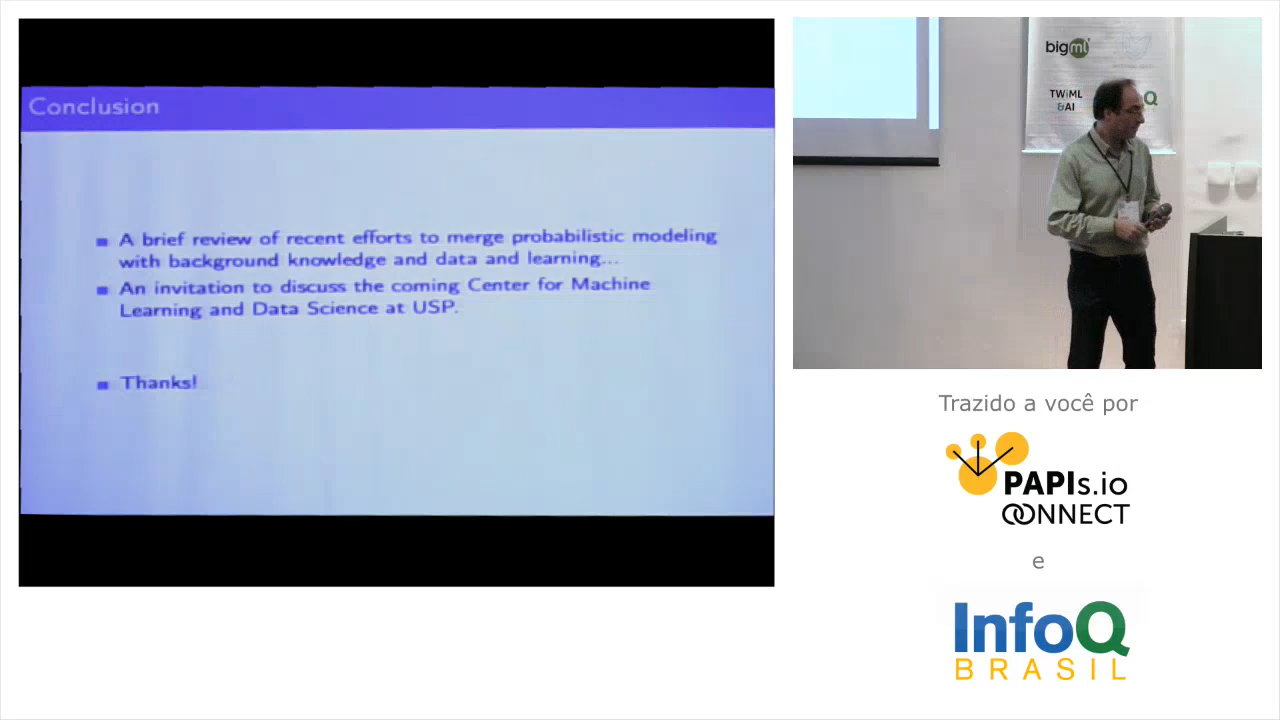 Conclusion
A brief review of recent efforts to merge probabilistic modeling
with background knowledge and data and learning...
An invitation to discuss the coming Center for Machine
Learning and Data Science at USP.
Thanks!
bigml
TWiML
&AI
Q
Trazido a você por
PAPIs.io
CONNECT
e
InfoQ
BRASIL